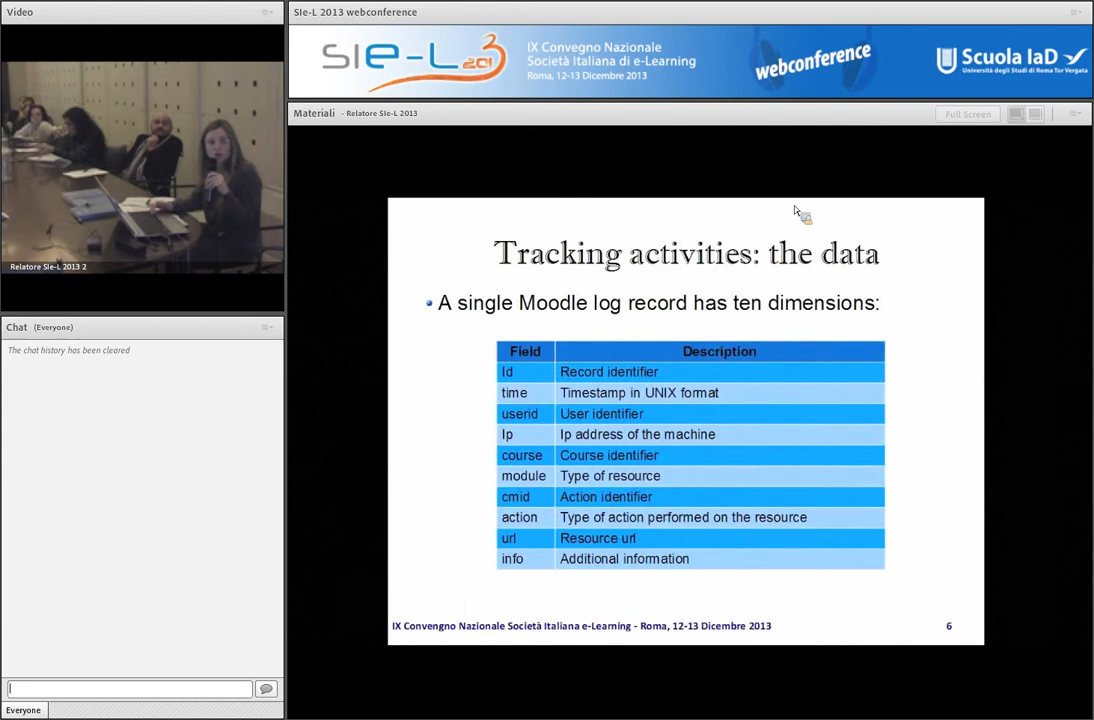 Video
SIe-L 2013 webconference
SIe-L 2013
IX Convegno Nazionale
Società Italiana di e-Learning
Roma, 12-13 Dicembre 2013
webconference
Scuola IaD
Università degli Studi di Roma Tor Vergata
Materiali - Relatore SIe-L 2013
Full Screen
Relatore SIe-L 2013 2
Chat (Everyone)
The chat history has been cleared
Tracking activities: the data
• A single Moodle log record has ten dimensions:
Field Description
Id Record identifier
time Timestamp in UNIX format
userid User identifier
Ip Ip address of the machine
course Course identifier
module Type of resource
cmid Action identifier
action Type of action performed on the resource
url Resource url
info Additional information
IX Convengno Nazionale Società Italiana e-Learning - Roma, 12-13 Dicembre 2013 6
Everyone